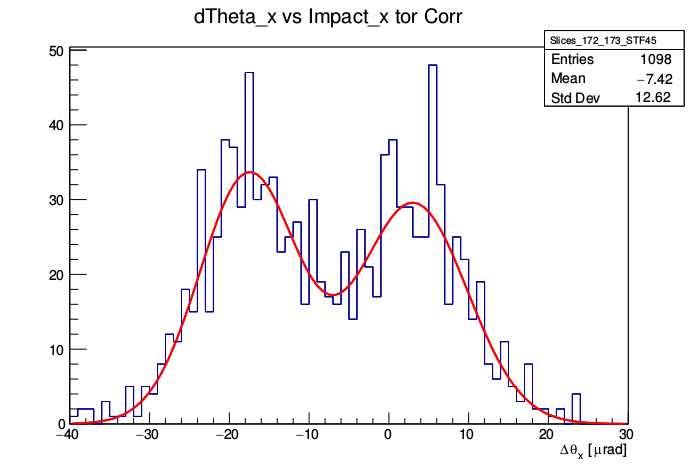 dTheta_x vs Impact_x tor Corr
Slices_172_173_STF45
Entries 1098
Mean −7.42
Std Dev 12.62
50
40
30
20
10
0
−40 −30 −20 −10 0 10 20 30
Δθx [μrad]